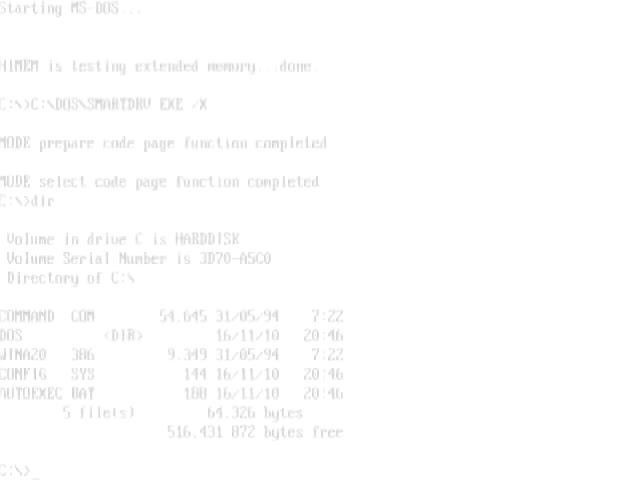 Starting MS-DOS...
HIMEM is testing extended memory...done.
C:\>C:\DOS\SMARTDRV.EXE /X
MODE prepare code page function completed
MODE select code page function completed
C:\>dir
Volume in drive C is HARDDISK
Volume Serial Number is 3D70-A5C0
Directory of C:\
COMMAND COM 54.645 31/05/94 7:22
DOS <DIR> 16/11/10 20:46
WINA20 386 9.349 31/05/94 7:22
CONFIG SYS 144 16/11/10 20:46
AUTOEXEC BAT 188 16/11/10 20:46
5 file(s) 64.326 bytes
516.431.872 bytes free
C:\>_